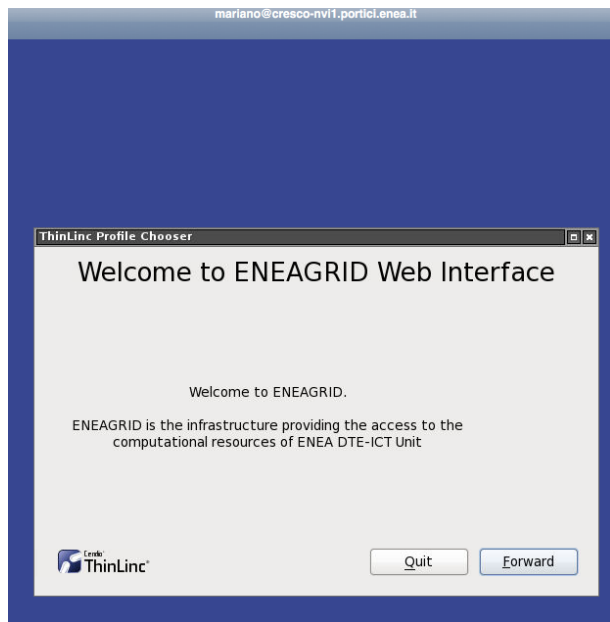 mariano@cresco-nvi1.portici.enea.it
ThinLinc Profile Chooser
Welcome to ENEAGRID Web Interface
Welcome to ENEAGRID.
ENEAGRID is the infrastructure providing the access to the
computational resources of ENEA DTE-ICT Unit
Cendio
ThinLinc
Quit
Forward